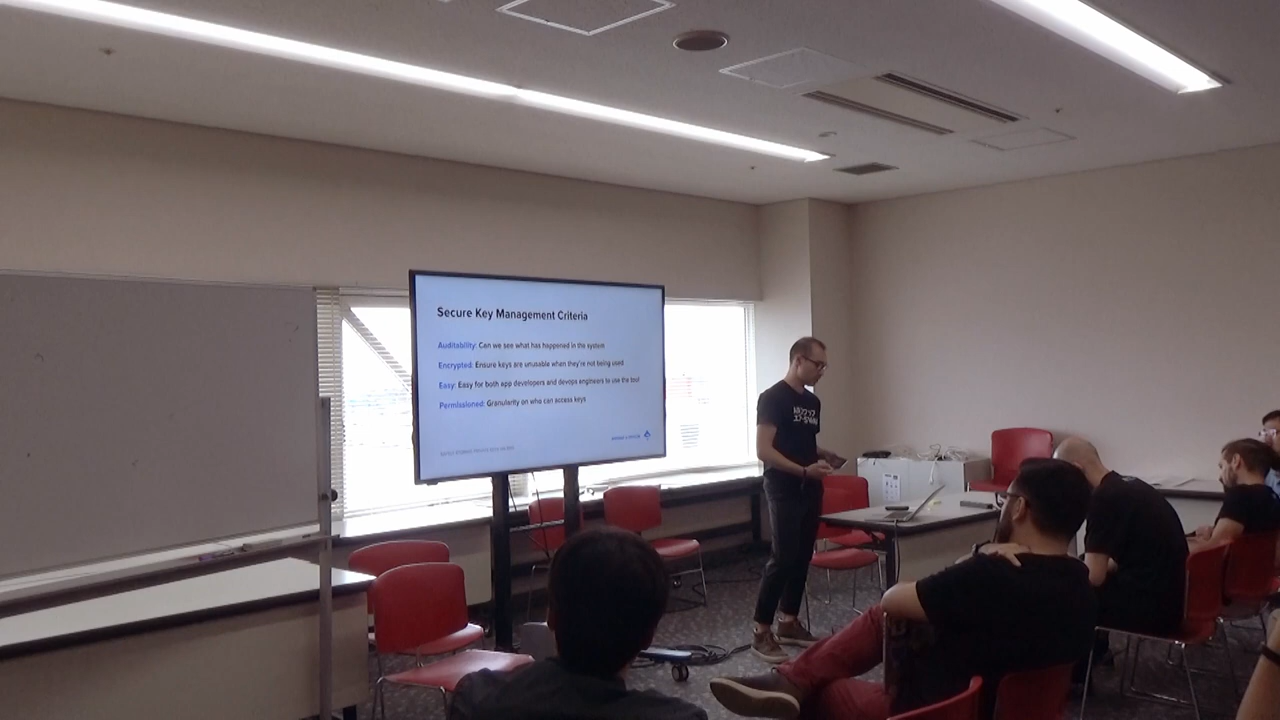 Secure Key Management Criteria
Auditability: Can we see what has happened in the system
Encrypted: Ensure keys are unusable when they're not being used
Easy: Easy for both app developers and devops engineers to use the tool
Permissioned: Granularity on who can access keys